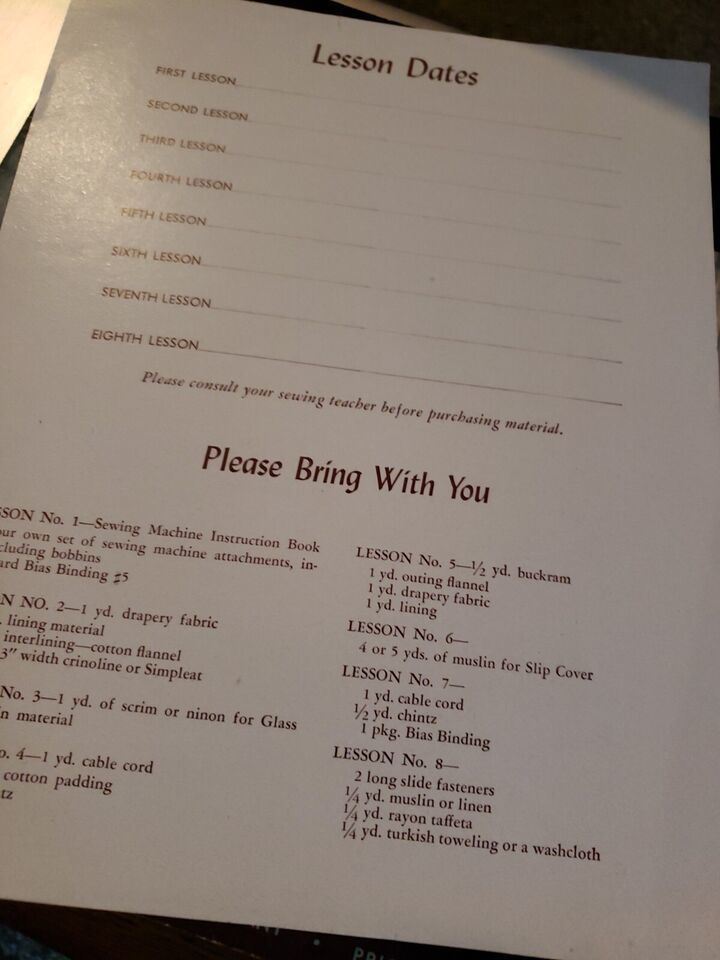 Lesson Dates
FIRST LESSON
SECOND LESSON
THIRD LESSON
FOURTH LESSON
FIFTH LESSON
SIXTH LESSON
SEVENTH LESSON
EIGHTH LESSON
Please consult your sewing teacher before purchasing material.
Please Bring With You
SSON No. 1—Sewing Machine Instruction Book
our own set of sewing machine attachments, in-
cluding bobbins
ard Bias Binding #5
N NO. 2—1 yd. drapery fabric
. lining material
interlining—cotton flannel
3" width crinoline or Simpleat
No. 3—1 yd. of scrim or ninon for Glass
in material
o. 4—1 yd. cable cord
cotton padding
tz
LESSON No. 5—½ yd. buckram
1 yd. outing flannel
1 yd. drapery fabric
1 yd. lining
LESSON No. 6—
4 or 5 yds. of muslin for Slip Cover
LESSON No. 7—
1 yd. cable cord
½ yd. chintz
1 pkg. Bias Binding
LESSON No. 8—
2 long slide fasteners
¼ yd. muslin or linen
¼ yd. rayon taffeta
¼ yd. turkish toweling or a washcloth